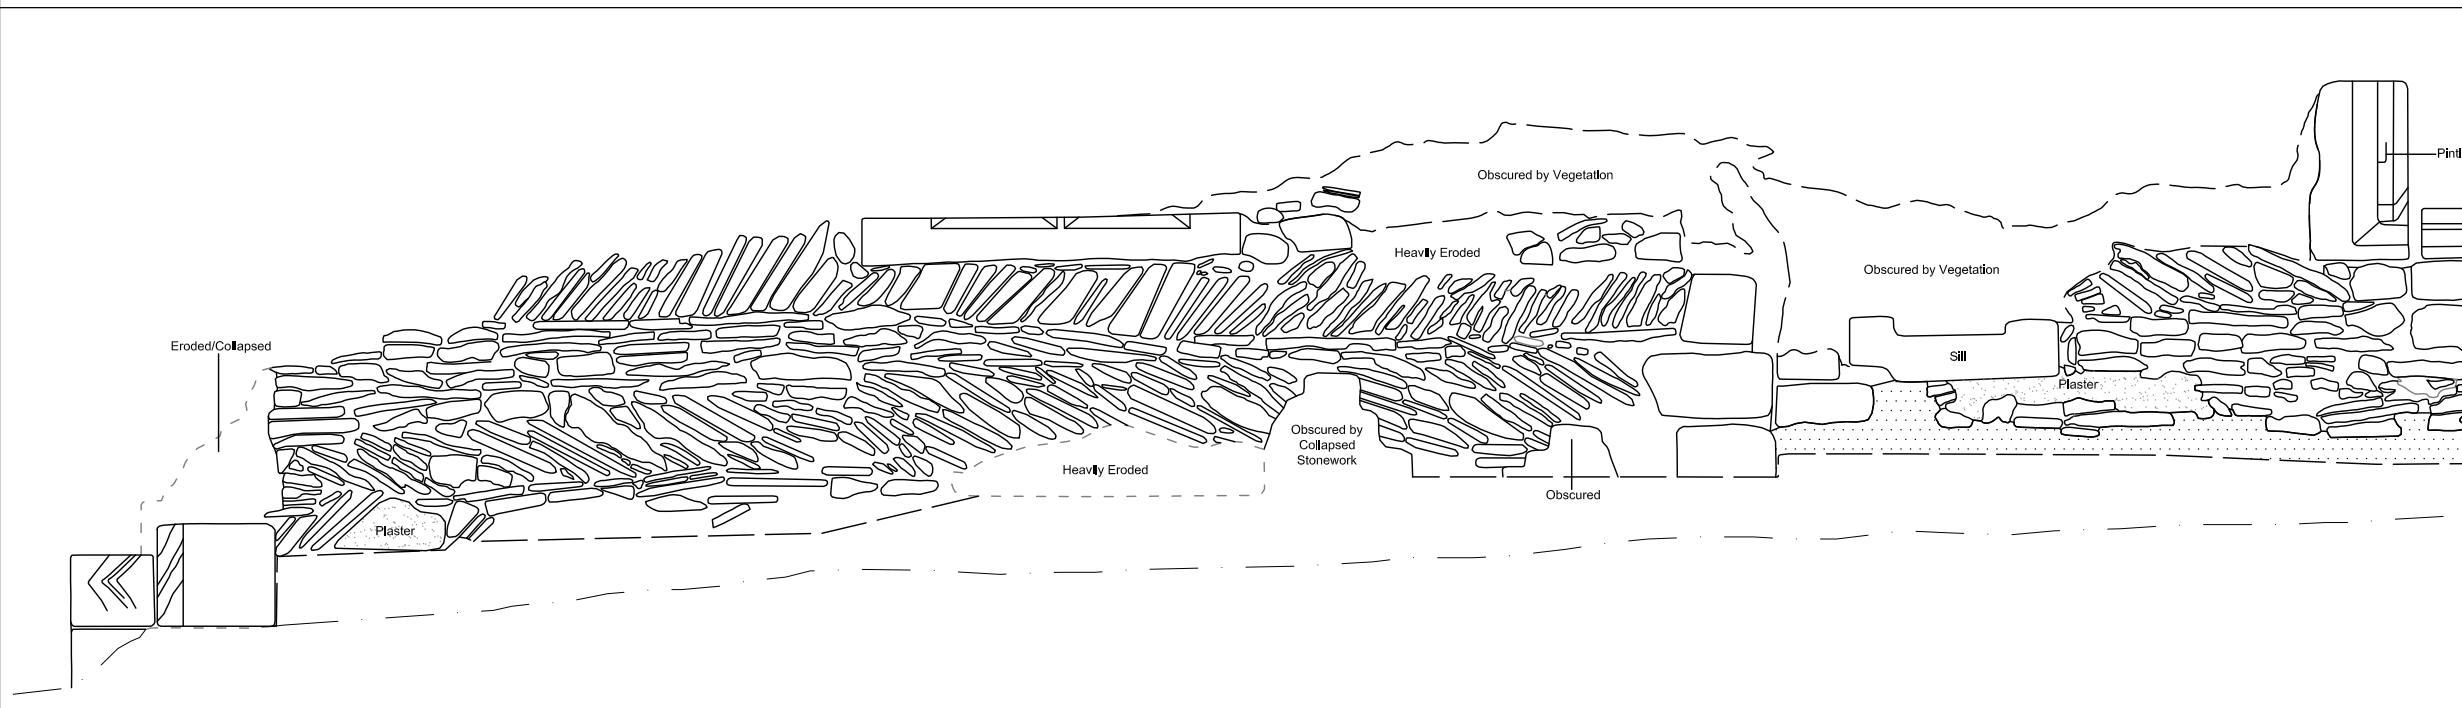 Obscured by Vegetation
Pintl
Heavily Eroded
Obscured by Vegetation
Eroded/Collapsed
Sill
Plaster
Obscured by
Collapsed
Stonework
Heavily Eroded
Obscured
Plaster